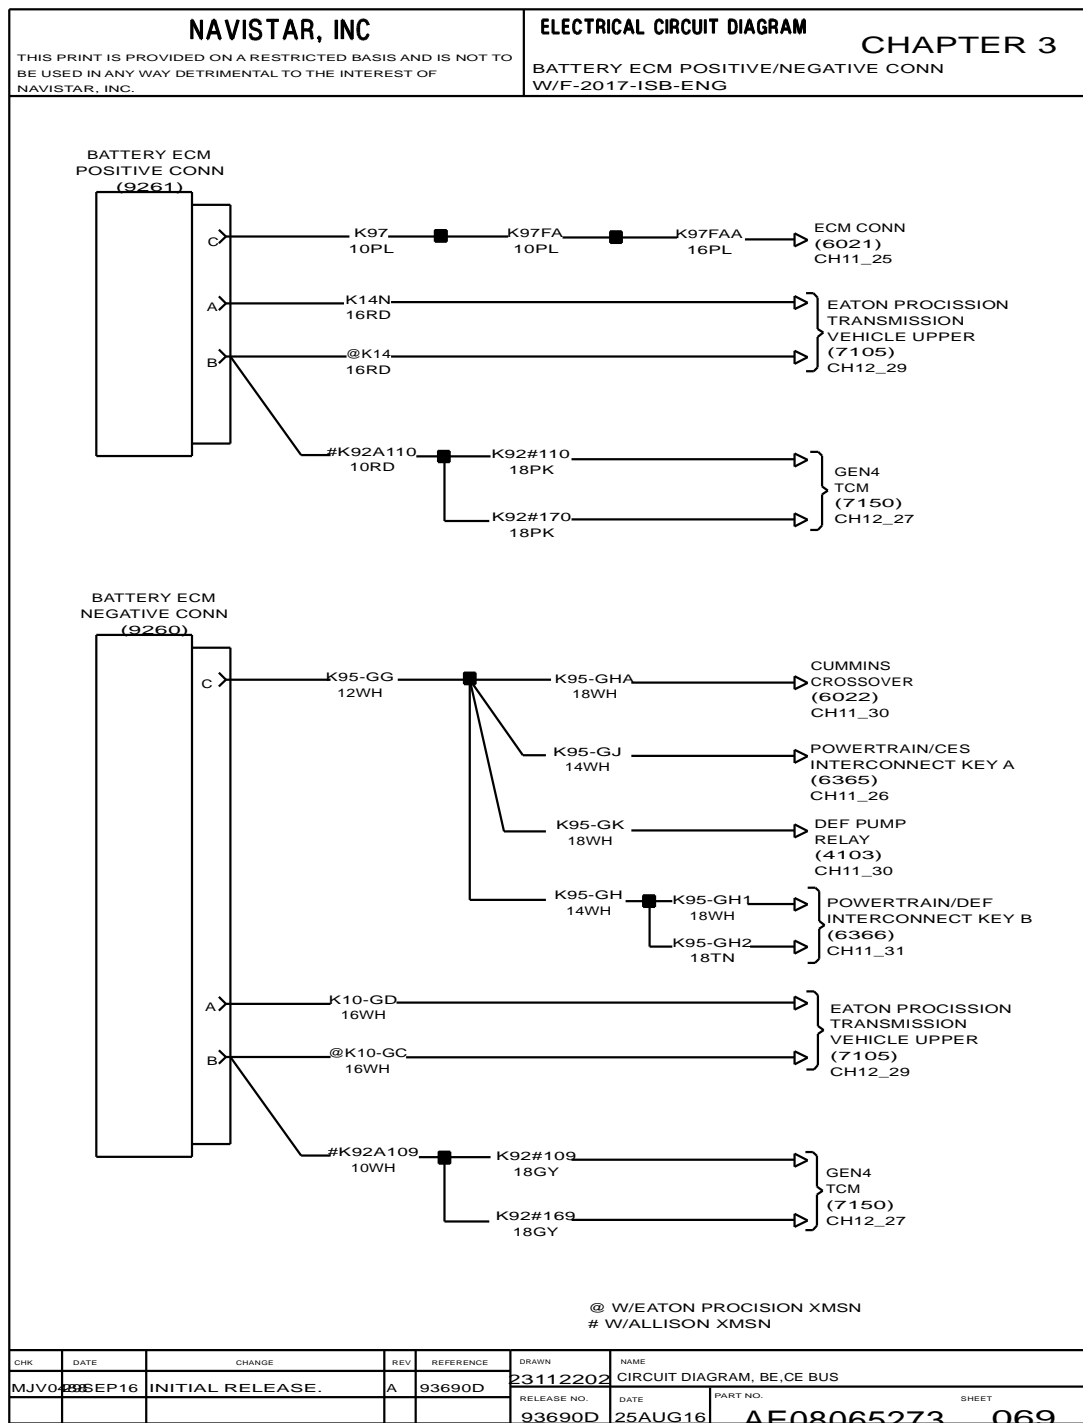 NAVISTAR, INC
THIS PRINT IS PROVIDED ON A RESTRICTED BASIS AND IS NOT TO
BE USED IN ANY WAY DETRIMENTAL TO THE INTEREST OF
NAVISTAR, INC.
ELECTRICAL CIRCUIT DIAGRAM
CHAPTER 3
BATTERY ECM POSITIVE/NEGATIVE CONN
W/F-2017-ISB-ENG
BATTERY ECM
POSITIVE CONN
(9261)
C
K97
10PL
K97FA
10PL
K97FAA
16PL
ECM CONN
(6021)
CH11_25
A
K14N
16RD
B
@K14
16RD
EATON PROCISSION
TRANSMISSION
VEHICLE UPPER
(7105)
CH12_29
#K92A110
10RD
K92#110
18PK
K92#170
18PK
GEN4
TCM
(7150)
CH12_27
BATTERY ECM
NEGATIVE CONN
(9260)
C
K95-GG
12WH
K95-GHA
18WH
CUMMINS
CROSSOVER
(6022)
CH11_30
K95-GJ
14WH
POWERTRAIN/CES
INTERCONNECT KEY A
(6365)
CH11_26
K95-GK
18WH
DEF PUMP
RELAY
(4103)
CH11_30
K95-GH
14WH
K95-GH1
18WH
K95-GH2
18TN
POWERTRAIN/DEF
INTERCONNECT KEY B
(6366)
CH11_31
A
K10-GD
16WH
B
@K10-GC
16WH
EATON PROCISSION
TRANSMISSION
VEHICLE UPPER
(7105)
CH12_29
#K92A109
10WH
K92#109
18GY
K92#169
18GY
GEN4
TCM
(7150)
CH12_27
@ W/EATON PROCISION XMSN
# W/ALLISON XMSN
CHK DATE CHANGE REV REFERENCE
INITIAL RELEASE. A 93690D
DRAWN
23112202
NAME
CIRCUIT DIAGRAM, BE,CE BUS
RELEASE NO.
93690D
DATE
25AUG16
PART NO.
AE08065273
SHEET
069